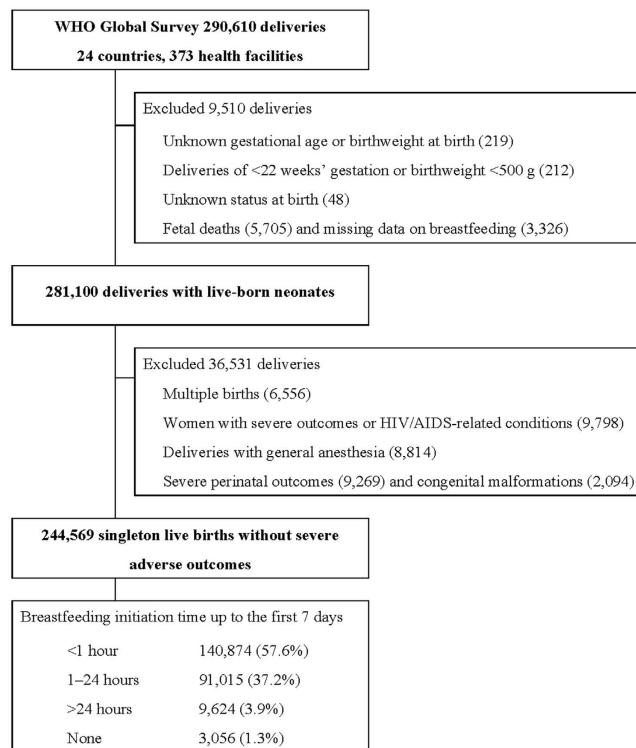 WHO Global Survey 290,610 deliveries
24 countries, 373 health facilities
Excluded 9,510 deliveries
Unknown gestational age or birthweight at birth (219)
Deliveries of <22 weeks' gestation or birthweight <500 g (212)
Unknown status at birth (48)
Fetal deaths (5,705) and missing data on breastfeeding (3,326)
281,100 deliveries with live-born neonates
Excluded 36,531 deliveries
Multiple births (6,556)
Women with severe outcomes or HIV/AIDS-related conditions (9,798)
Deliveries with general anesthesia (8,814)
Severe perinatal outcomes (9,269) and congenital malformations (2,094)
244,569 singleton live births without severe
adverse outcomes
Breastfeeding initiation time up to the first 7 days
<1 hour 140,874 (57.6%)
1–24 hours 91,015 (37.2%)
>24 hours 9,624 (3.9%)
None 3,056 (1.3%)